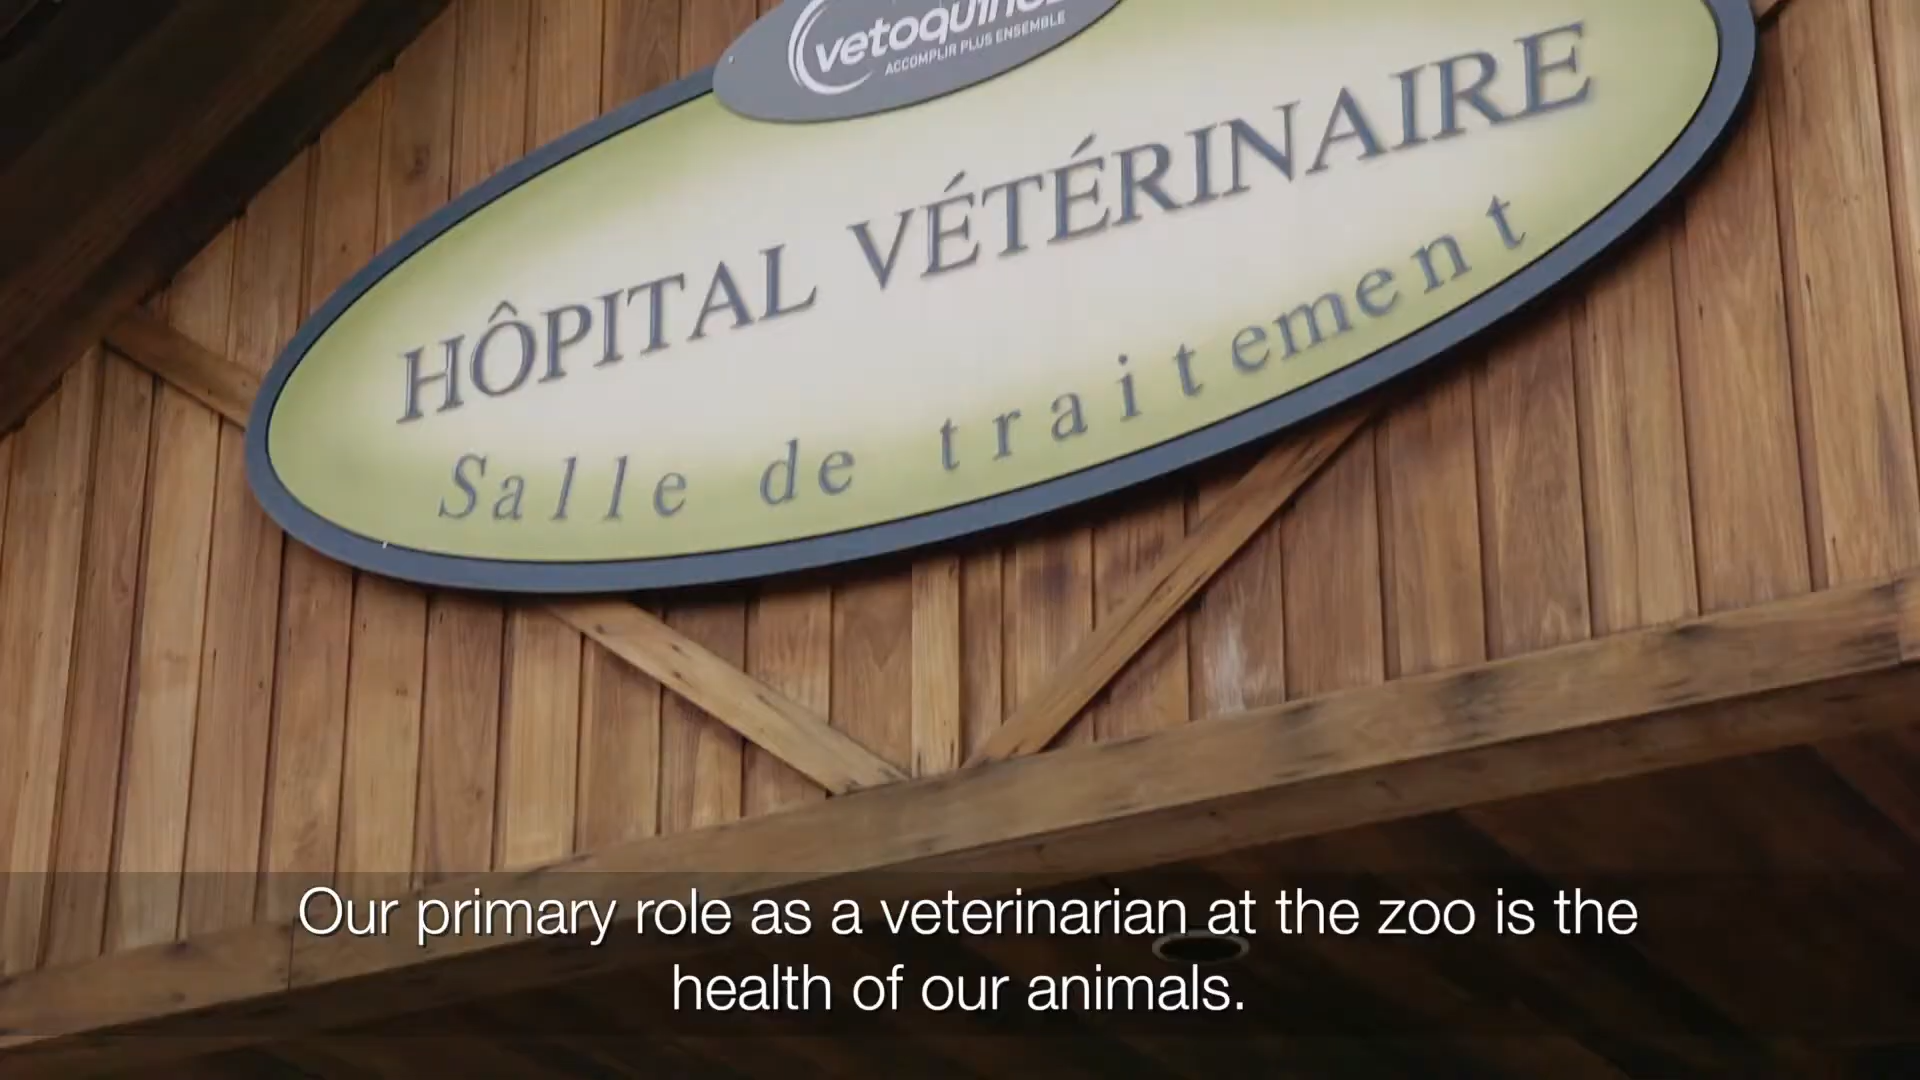 ACCOMPLIR PLUS ENSEMBLE
HÔPITAL VÉTÉRINAIRE
Salle de traitement
Our primary role as a veterinarian at the zoo is the
health of our animals.